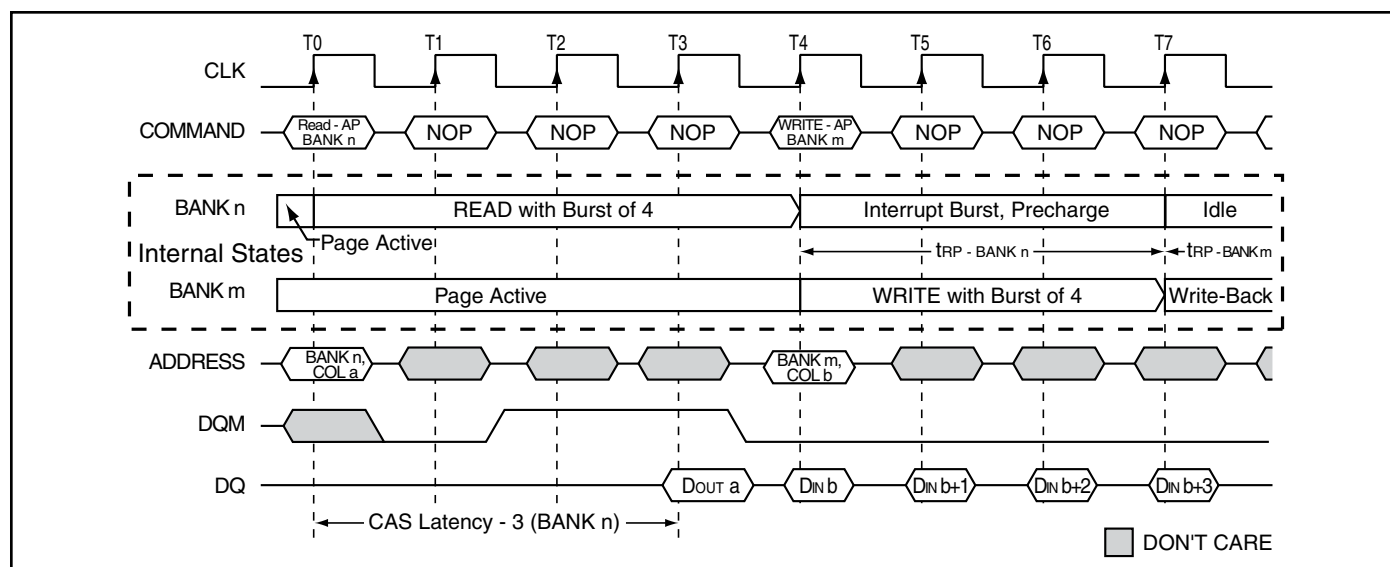 T0 T1 T2 T3 T4 T5 T6 T7
CLK
COMMAND Read - AP BANK n NOP NOP NOP WRITE - AP BANK m NOP NOP NOP
BANK n READ with Burst of 4 Interrupt Burst, Precharge Idle
Page Active
Internal States tRP - BANK n tRP - BANK m
BANK m Page Active WRITE with Burst of 4 Write-Back
ADDRESS BANK n, COL a BANK m, COL b
DQM
DQ DOUT a DIN b DIN b+1 DIN b+2 DIN b+3
CAS Latency - 3 (BANK n)
DON'T CARE